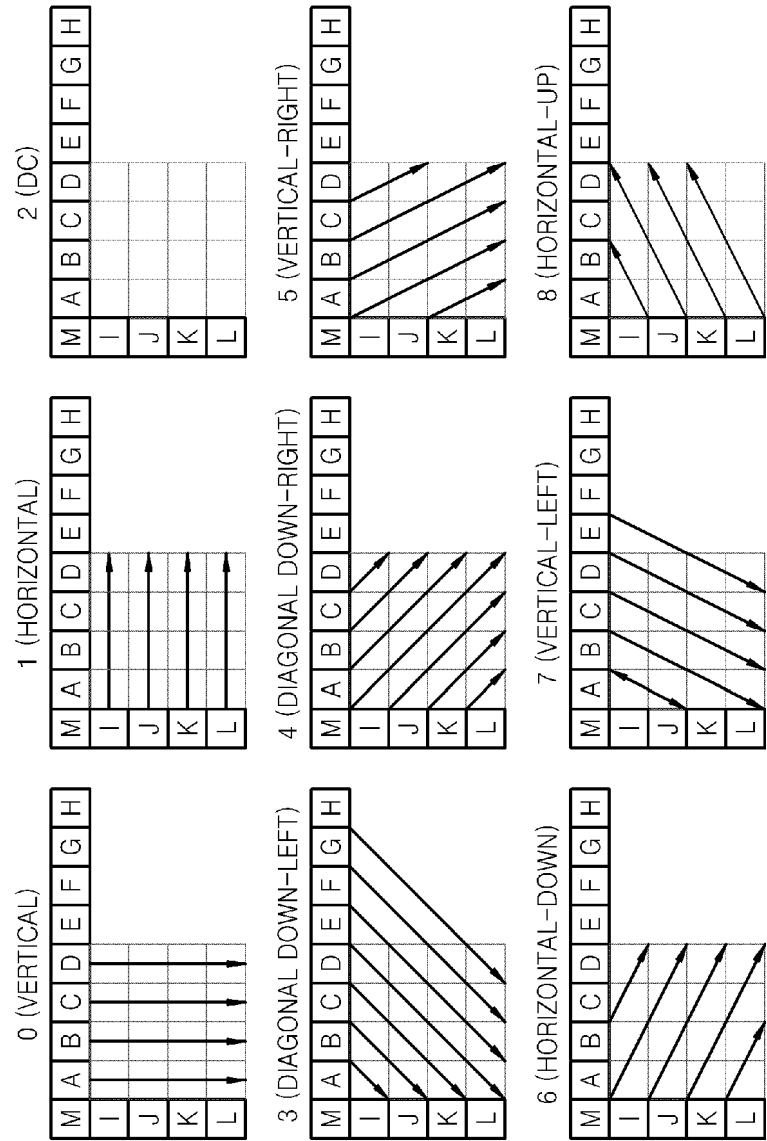 0 (VERTICAL)
M A B C D E F G H
I
J
K
L
1 (HORIZONTAL)
M A B C D E F G H
I
J
K
L
2 (DC)
M A B C D E F G H
I
J
K
L
3 (DIAGONAL DOWN-LEFT)
M A B C D E F G H
I
J
K
L
4 (DIAGONAL DOWN-RIGHT)
M A B C D E F G H
I
J
K
L
5 (VERTICAL-RIGHT)
M A B C D E F G H
I
J
K
L
6 (HORIZONTAL-DOWN)
M A B C D E F G H
I
J
K
L
7 (VERTICAL-LEFT)
M A B C D E F G H
I
J
K
L
8 (HORIZONTAL-UP)
M A B C D E F G H
I
J
K
L